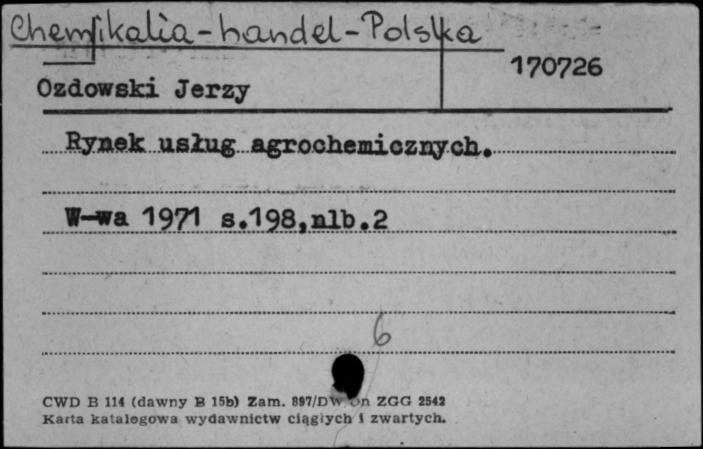 Chemikalia - handel - Polska
170726
Ozdowski Jerzy
Rynek usług agrochemicznych.
W-wa 1971 s.198,nlb.2
6
CWD B 114 (dawny B 15b) Zam. 897/DW/ ZGG 2542
Karta katalogowa wydawnictw ciągłych i zwartych.